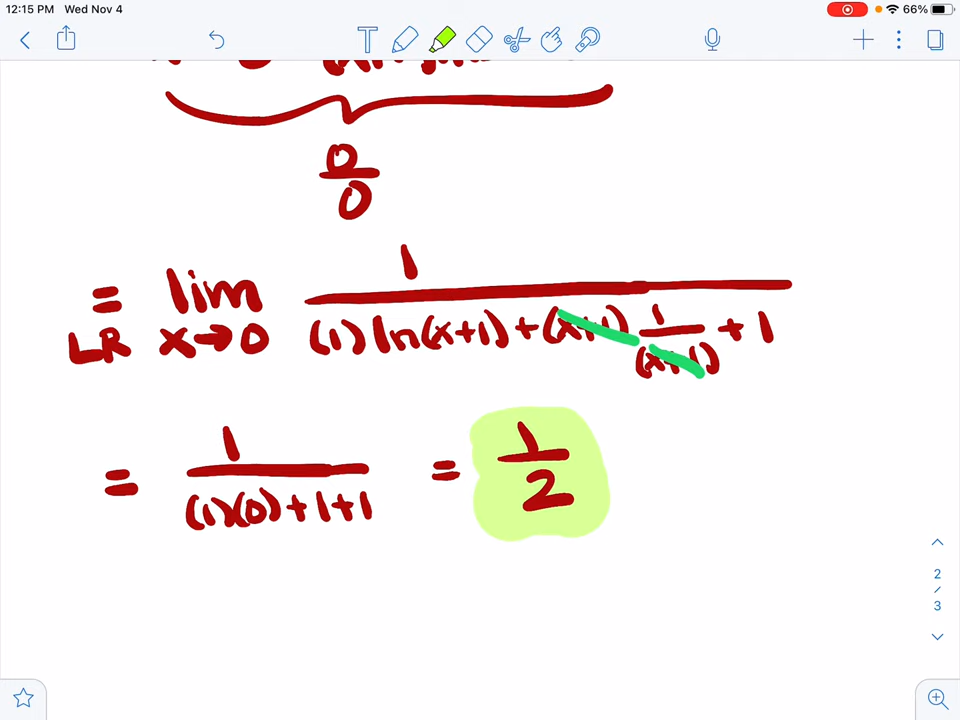 12:15 PM Wed Nov 4 66%
0
0
1
= lim
LR x→0 (1) ln(x+1) + (x+1) 1/(x+1) + 1
= 1/((1)(0)+1+1) = 1/2
2
/
3